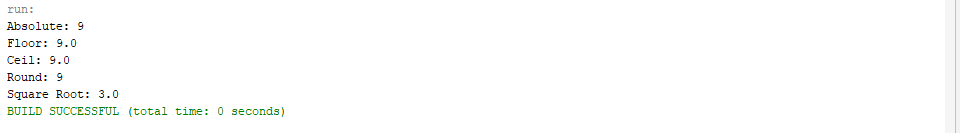 run:
Absolute: 9
Floor: 9.0
Ceil: 9.0
Round: 9
Square Root: 3.0
BUILD SUCCESSFUL (total time: 0 seconds)